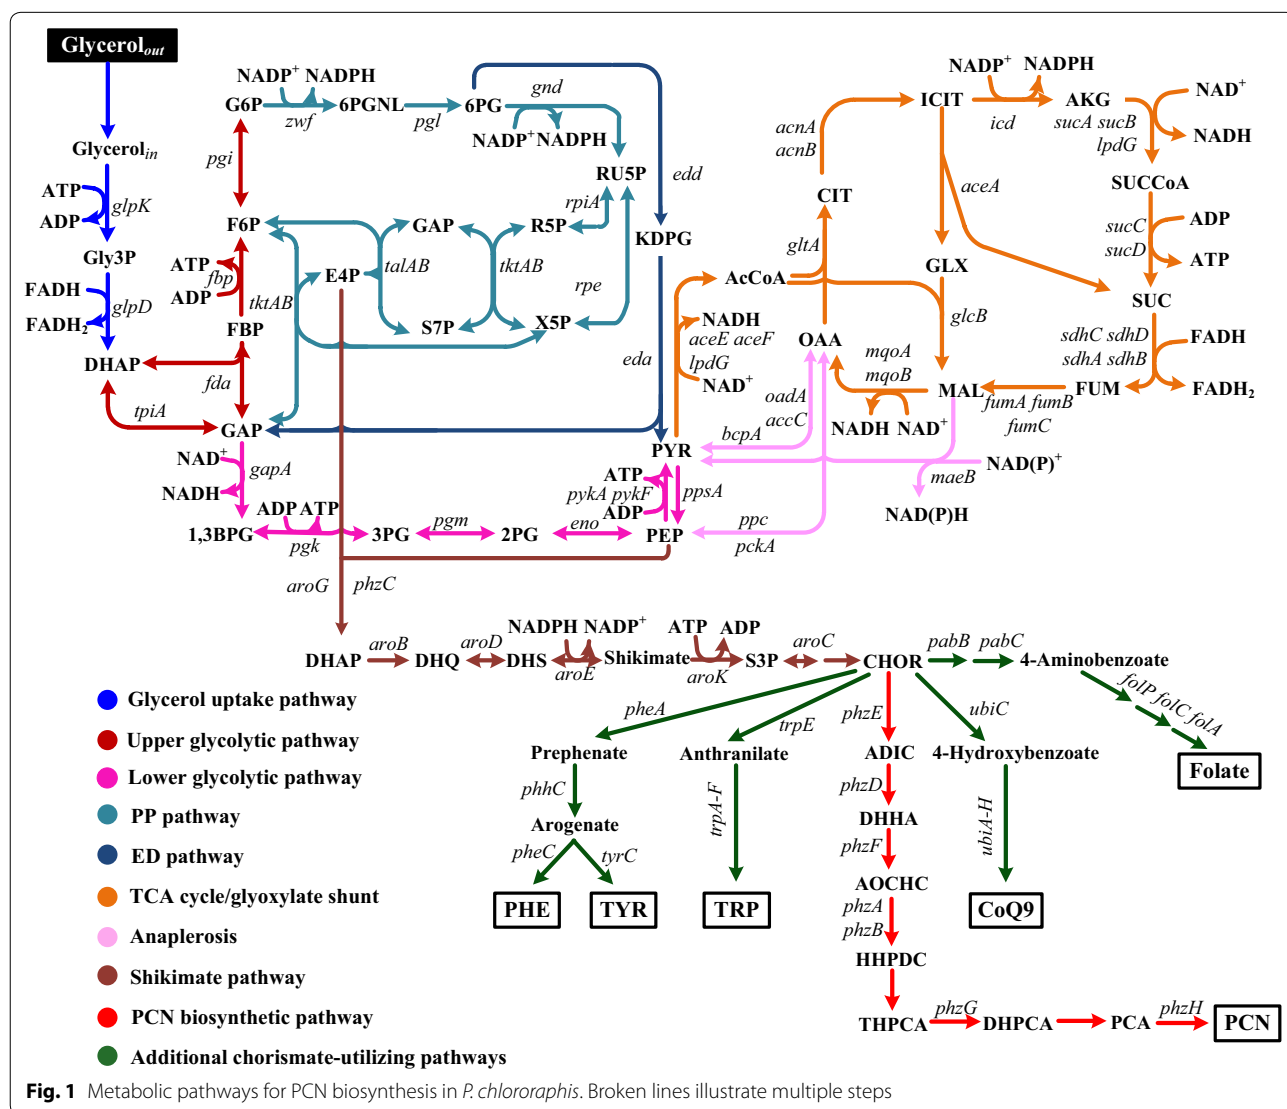 Glycerolout
NADP+ NADPH
G6P 6PGNL 6PG gnd
zwf pgl
NADP+ NADPH
NADP+ NADPH
ICIT AKG NAD+
icd sucA sucB
lpdG NADH
acnA
acnB
Glycerolin
pgi
RU5P edd
aceA SUCCoA
ATP
glpK
ADP
rpiA
CIT
F6P GAP R5P
KDPG
gltA
sucC ADP
sucD ATP
Gly3P
ATP
fbp
ADP
E4P talAB tktAB
tktAB
rpe
AcCoA
GLX
SUC
FADH
glpD
FADH2
FBP S7P X5P
NADH
aceE aceF
lpdG
NAD+
OAA
glcB
sdhC sdhD FADH
sdhA sdhB
DHAP
fda
eda
mqoA
mqoB
MAL FUM FADH2
fumA fumB
fumC
tpiA
oadA
accC
NADH NAD+
GAP
bcpA
PYR
NAD+
gapA
NADH
ATP
pykA pykF ppsA
ADP
maeB NAD(P)+
NAD(P)H
ADP ATP
1,3BPG 3PG pgm 2PG eno PEP
pgk
ppc
pckA
aroG phzC
NADPH NADP+ ATP ADP
DHAP aroB DHQ aroD DHS Shikimate S3P aroC CHOR pabB pabC 4-Aminobenzoate
aroE aroK
folP folC folA
pheA trpE phzE ubiC
Prephenate Anthranilate ADIC 4-Hydroxybenzoate
Folate
phhC trpA-F phzD ubiA-H
Arogenate DHHA
pheC tyrC phzF
PHE TYR TRP AOCHC CoQ9
phzA
phzB
HHPDC
THPCA phzG DHPCA PCA phzH PCN
Glycerol uptake pathway
Upper glycolytic pathway
Lower glycolytic pathway
PP pathway
ED pathway
TCA cycle/glyoxylate shunt
Anaplerosis
Shikimate pathway
PCN biosynthetic pathway
Additional chorismate-utilizing pathways
Fig. 1 Metabolic pathways for PCN biosynthesis in P. chlororaphis. Broken lines illustrate multiple steps